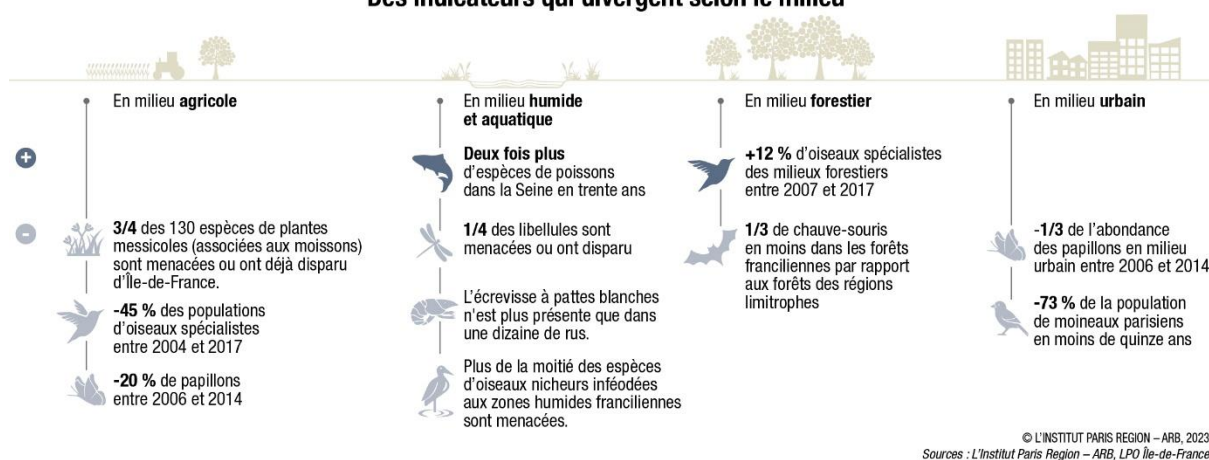 Des indicateurs qui divergent selon le milieu
En milieu agricole
3/4 des 130 espèces de plantes
messicoles (associées aux moissons)
sont menacées ou ont déjà disparu
d'Île-de-France.
-45 % des populations
d'oiseaux spécialistes
entre 2004 et 2017
-20 % de papillons
entre 2006 et 2014
En milieu humide
et aquatique
Deux fois plus
d'espèces de poissons
dans la Seine en trente ans
1/4 des libellules sont
menacées ou ont disparu
L'écrevisse à pattes blanches
n'est plus présente que dans
une dizaine de rus.
Plus de la moitié des espèces
d'oiseaux nicheurs inféodées
aux zones humides franciliennes
sont menacées.
En milieu forestier
+12 % d'oiseaux spécialistes
des milieux forestiers
entre 2007 et 2017
1/3 de chauve-souris
en moins dans les forêts
franciliennes par rapport
aux forêts des régions
limitrophes
En milieu urbain
-1/3 de l'abondance
des papillons en milieu
urbain entre 2006 et 2014
-73 % de la population
de moineaux parisiens
en moins de quinze ans
© L'INSTITUT PARIS REGION – ARB, 2023
Sources : L'Institut Paris Region – ARB, LPO Île-de-France